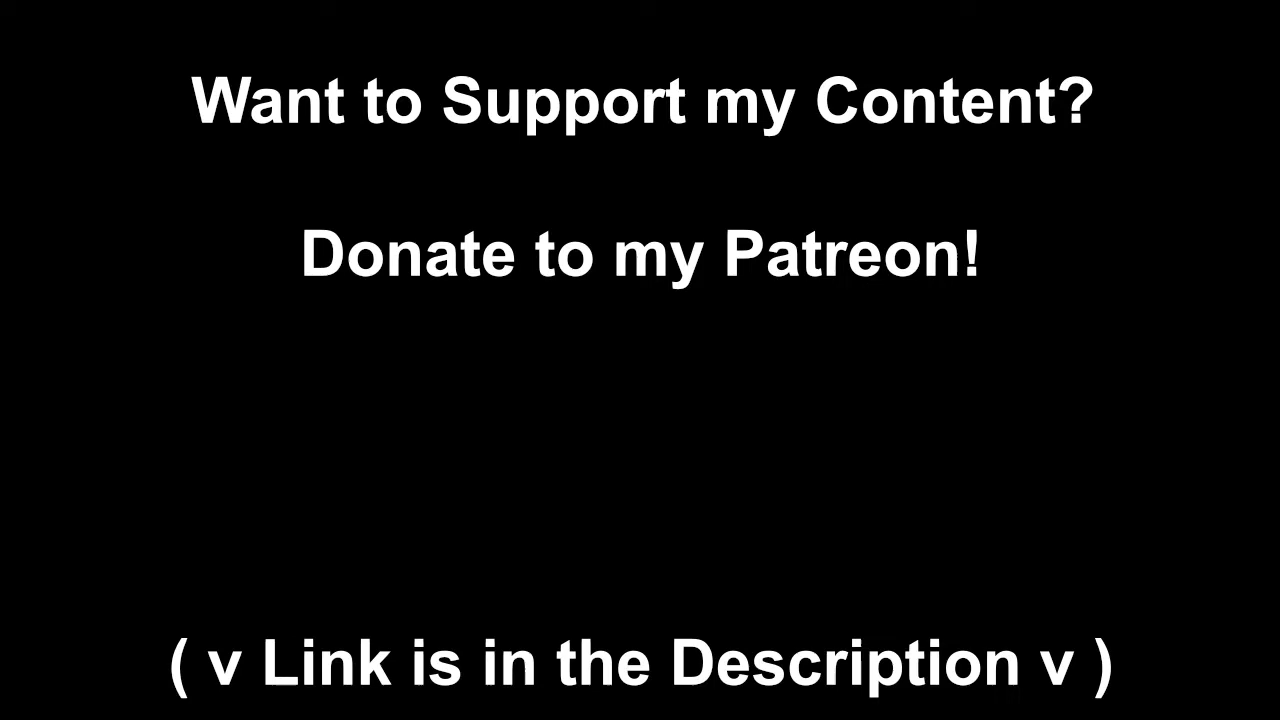 Want to Support my Content?
Donate to my Patreon!
( v Link is in the Description v )